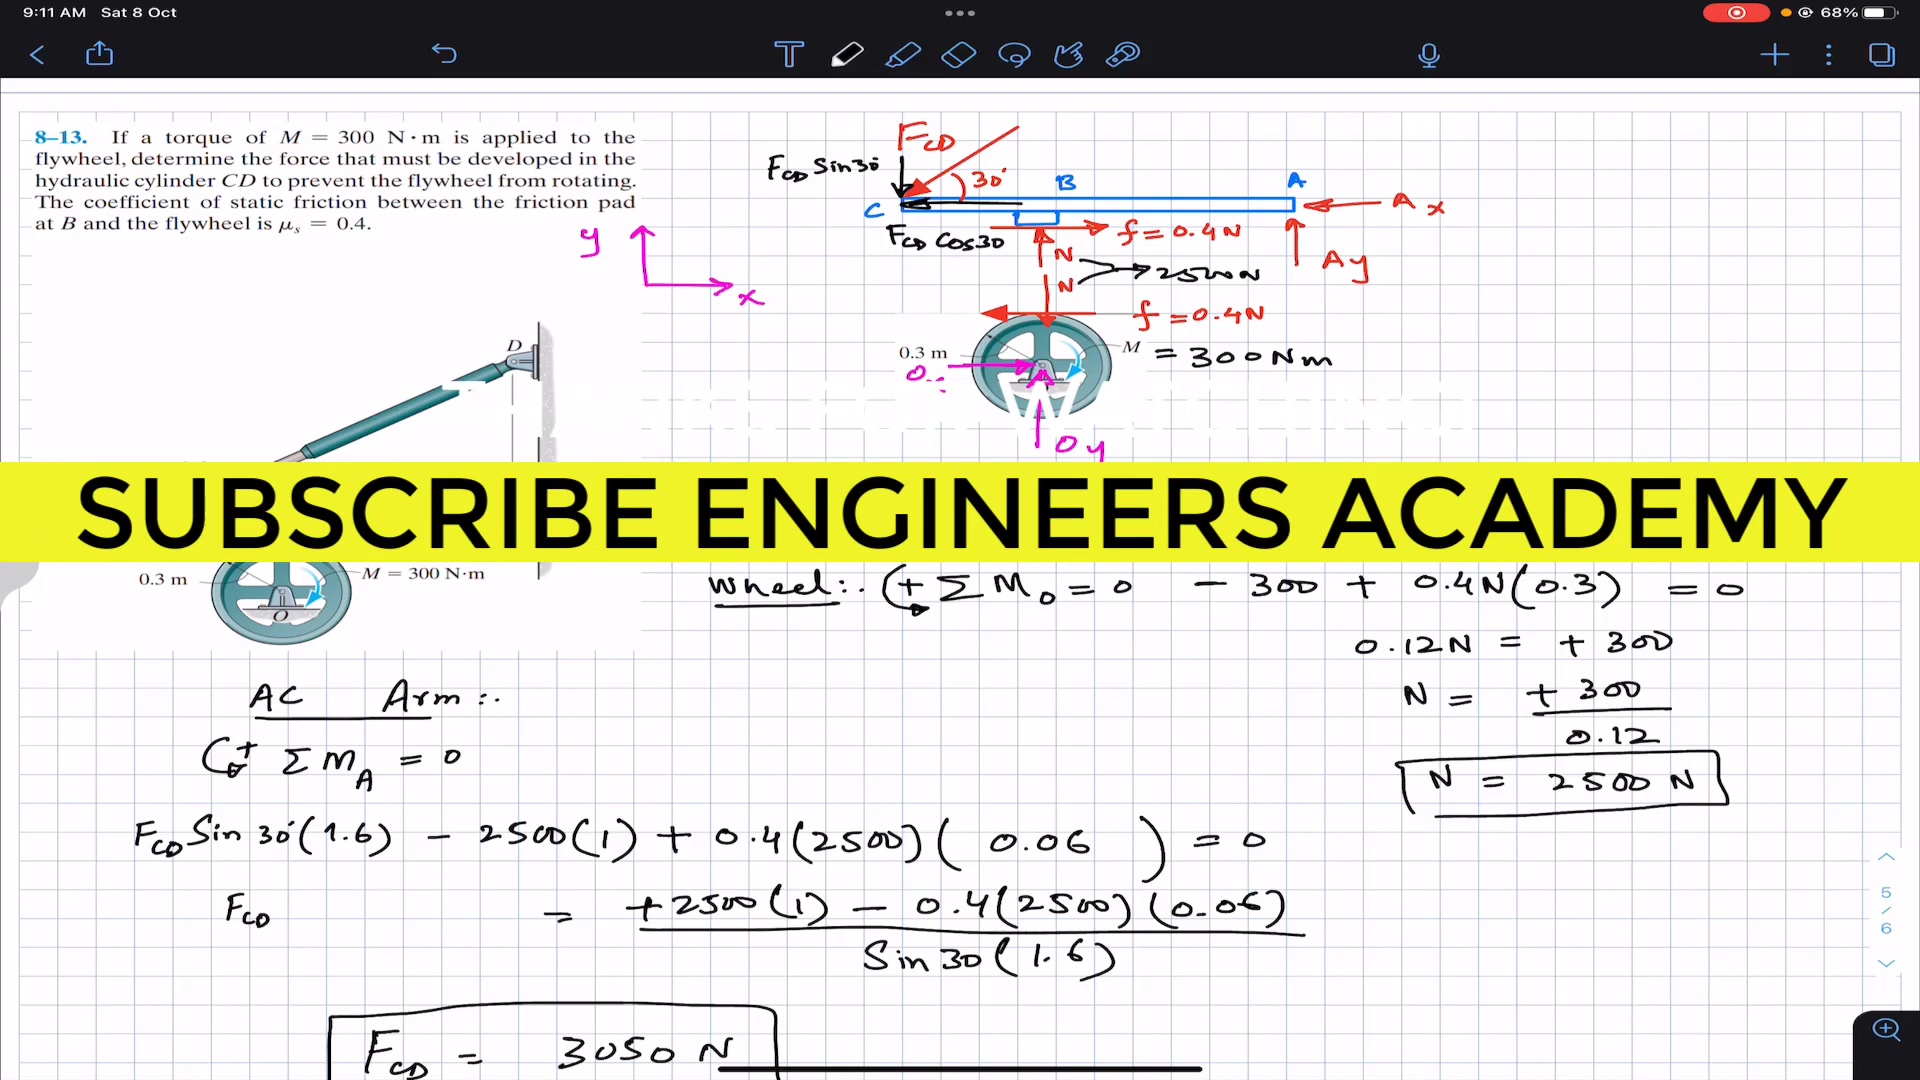 9:11 AM Sat 8 Oct
68%
8–13. If a torque of M = 300 N·m is applied to the
flywheel, determine the force that must be developed in the
hydraulic cylinder CD to prevent the flywheel from rotating.
The coefficient of static friction between the friction pad
at B and the flywheel is μs = 0.4.
y
x
FCD
FCD Sin30°
30°
B
A
C
Ax
FCD Cos30
f = 0.4N
N
2500N
Ay
N
f = 0.4N
0.3 m
M
= 300 Nm
Oy
D
SUBSCRIBE ENGINEERS ACADEMY
0.3 m
M = 300 N·m
O
Wheel:. + Σ Mo = 0 - 300 + 0.4N(0.3) = 0
0.12N = + 300
N = + 300
0.12
N = 2500 N
AC Arm:.
+ Σ MA = 0
FCD Sin 30°(1.6) - 2500(1) + 0.4(2500)( 0.06 ) = 0
FCD = +2500(1) - 0.4(2500)(0.06)
Sin30(1.6)
FCD = 3050 N
5
6